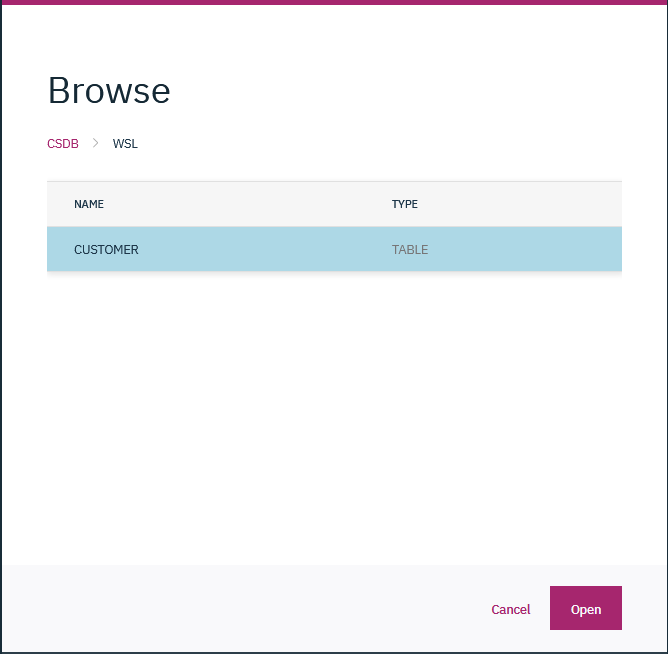 Browse
CSDB > WSL
NAME TYPE
CUSTOMER TABLE
Cancel Open